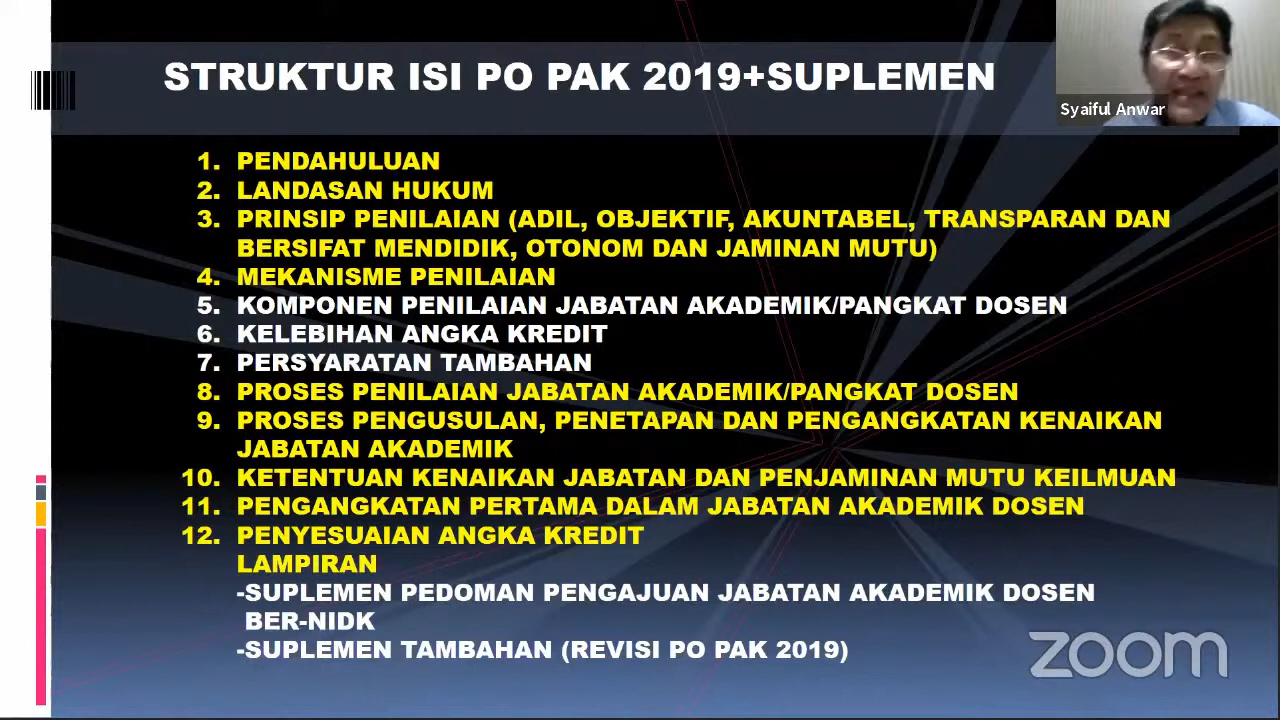 STRUKTUR ISI PO PAK 2019+SUPLEMEN
Syaiful Anwar
1. PENDAHULUAN
2. LANDASAN HUKUM
3. PRINSIP PENILAIAN (ADIL, OBJEKTIF, AKUNTABEL, TRANSPARAN DAN
BERSIFAT MENDIDIK, OTONOM DAN JAMINAN MUTU)
4. MEKANISME PENILAIAN
5. KOMPONEN PENILAIAN JABATAN AKADEMIK/PANGKAT DOSEN
6. KELEBIHAN ANGKA KREDIT
7. PERSYARATAN TAMBAHAN
8. PROSES PENILAIAN JABATAN AKADEMIK/PANGKAT DOSEN
9. PROSES PENGUSULAN, PENETAPAN DAN PENGANGKATAN KENAIKAN
JABATAN AKADEMIK
10. KETENTUAN KENAIKAN JABATAN DAN PENJAMINAN MUTU KEILMUAN
11. PENGANGKATAN PERTAMA DALAM JABATAN AKADEMIK DOSEN
12. PENYESUAIAN ANGKA KREDIT
LAMPIRAN
-SUPLEMEN PEDOMAN PENGAJUAN JABATAN AKADEMIK DOSEN
BER-NIDK
-SUPLEMEN TAMBAHAN (REVISI PO PAK 2019)
zoom